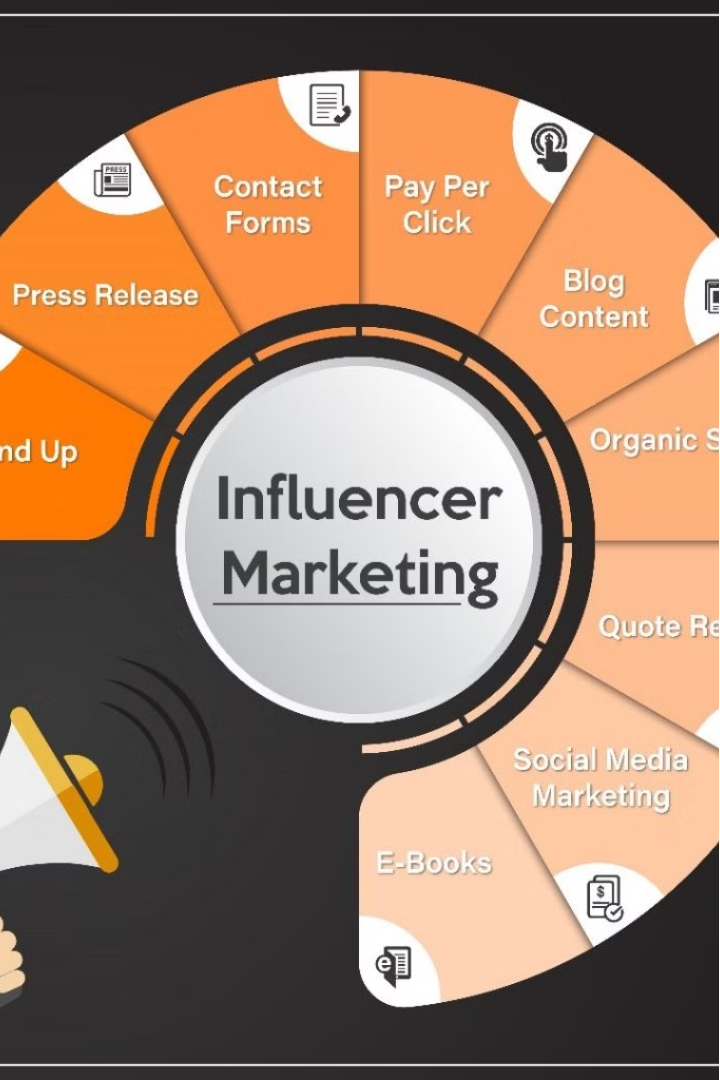 Influencer
Marketing
nd Up
Press Release
PRESS
Contact
Forms
Pay Per
Click
Blog
Content
Organic S
Quote Re
Social Media
Marketing
$
E-Books
e